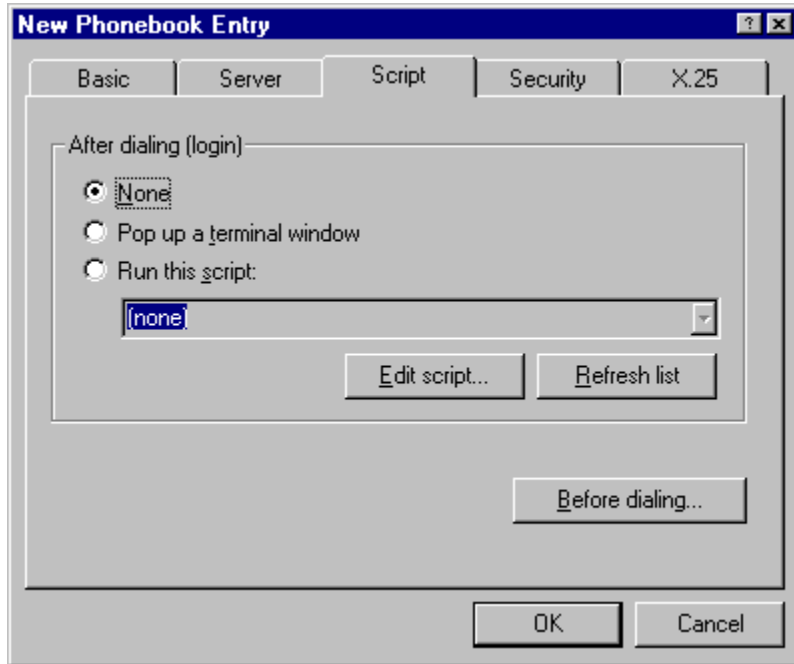 New Phonebook Entry
Basic Server Script Security X.25
After dialing (login)
None
Pop up a terminal window
Run this script:
(none)
Edit script... Refresh list
Before dialing...
OK Cancel